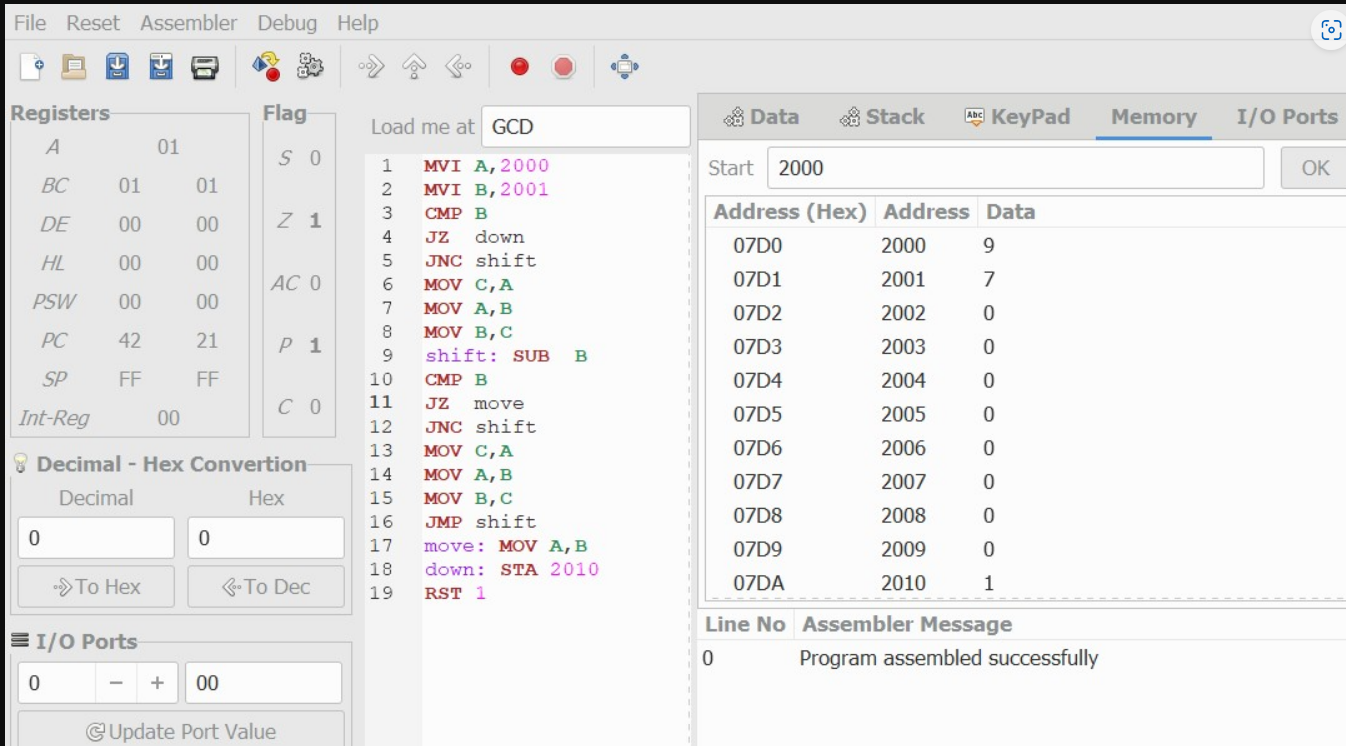 File Reset Assembler Debug Help
Registers
A 01
BC 01 01
DE 00 00
HL 00 00
PSW 00 00
PC 42 21
SP FF FF
Int-Reg 00
Flag
S 0
Z 1
AC 0
P 1
C 0
Decimal - Hex Convertion
Decimal Hex
0 0
To Hex To Dec
I/O Ports
0 − + 00
Update Port Value
Load me at GCD
1 MVI A,2000
2 MVI B,2001
3 CMP B
4 JZ down
5 JNC shift
6 MOV C,A
7 MOV A,B
8 MOV B,C
9 shift: SUB B
10 CMP B
11 JZ move
12 JNC shift
13 MOV C,A
14 MOV A,B
15 MOV B,C
16 JMP shift
17 move: MOV A,B
18 down: STA 2010
19 RST 1
Data Stack Abc KeyPad Memory I/O Ports
Start 2000 OK
Address (Hex) Address Data
07D0 2000 9
07D1 2001 7
07D2 2002 0
07D3 2003 0
07D4 2004 0
07D5 2005 0
07D6 2006 0
07D7 2007 0
07D8 2008 0
07D9 2009 0
07DA 2010 1
Line No Assembler Message
0 Program assembled successfully